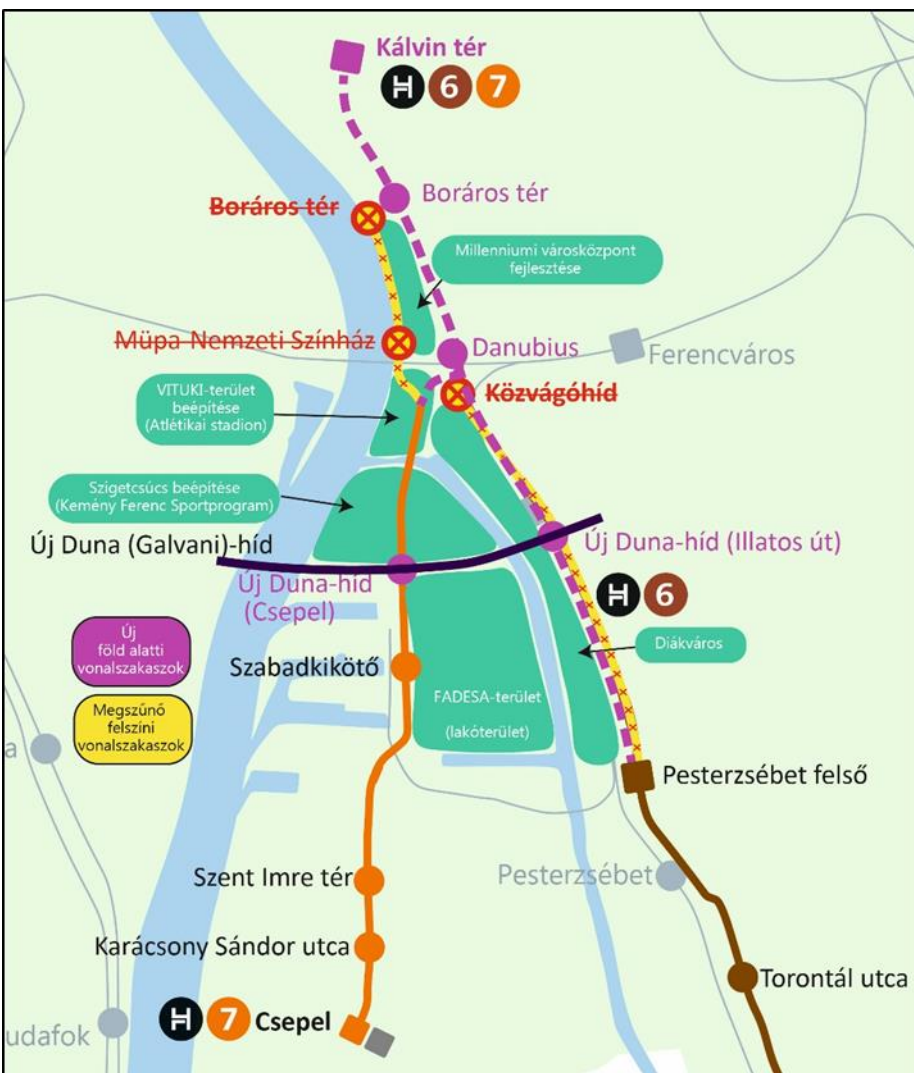 Kálvin tér
H 6 7
Boráros tér
Boráros tér
Millenniumi városközpont
fejlesztése
Müpa-Nemzeti Színház
Danubius
Ferencváros
VITUKI-terület
beépítése
(Atlétikai stadion)
Közvágóhíd
Szigetcsúcs beépítése
(Kemény Ferenc Sportprogram)
Új Duna (Galvani)-híd
Új Duna-híd (Illatos út)
Új Duna-híd
(Csepel)
H 6
Új
föld alatti
vonalszakaszok
Szabadkikötő
Diákváros
Megszűnő
felszíni
vonalszakaszok
FADESA-terület
(lakóterület)
a
Pesterzsébet felső
Szent Imre tér
Pesterzsébet
Karácsony Sándor utca
Torontál utca
H 7 Csepel
udafok